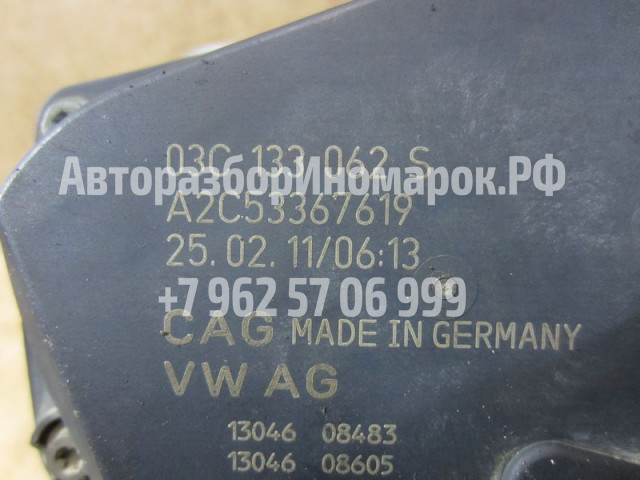 03C 133 062 S
АвторазборИномарок.РФ
A2C53367619
25. 02. 11/06:13
+7 962 57 06 999
CAG MADE IN GERMANY
VW AG
13046 08483
13046 08605